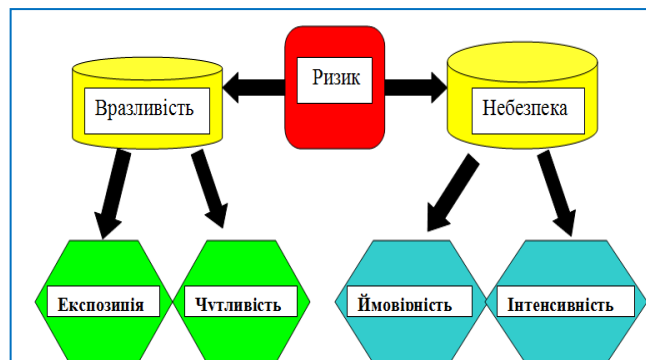 Ризик
Вразливість
Небезпека
Експозиція
Чутливість
Ймовірність
Інтенсивність